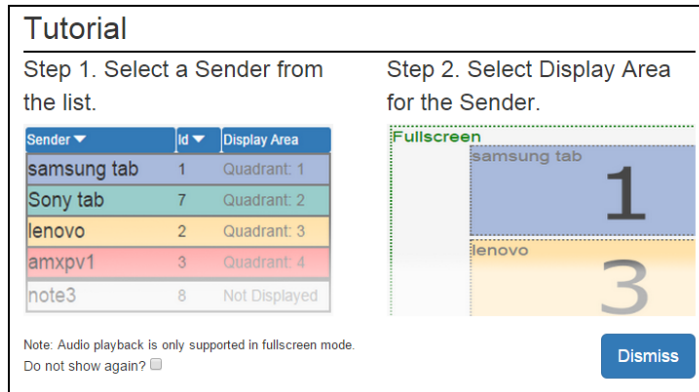 Tutorial
Step 1. Select a Sender from
the list.
Sender Id Display Area
samsung tab 1 Quadrant: 1
Sony tab 7 Quadrant: 2
lenovo 2 Quadrant: 3
amxpv1 3 Quadrant: 4
note3 8 Not Displayed
Step 2. Select Display Area
for the Sender.
Fullscreen
samsung tab
1
lenovo
3
Note: Audio playback is only supported in fullscreen mode.
Do not show again?
Dismiss